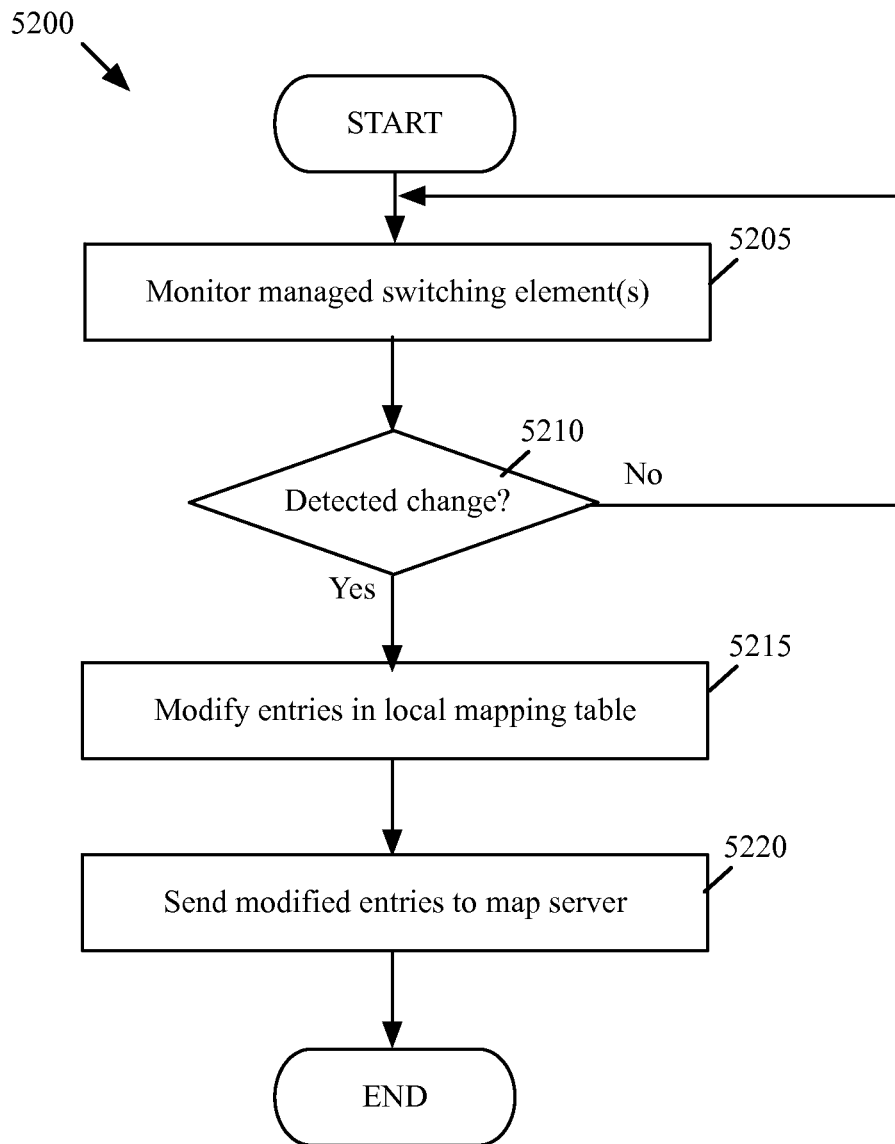 5200
START
5205
Monitor managed switching element(s)
5210
Detected change?
No
Yes
5215
Modify entries in local mapping table
5220
Send modified entries to map server
END